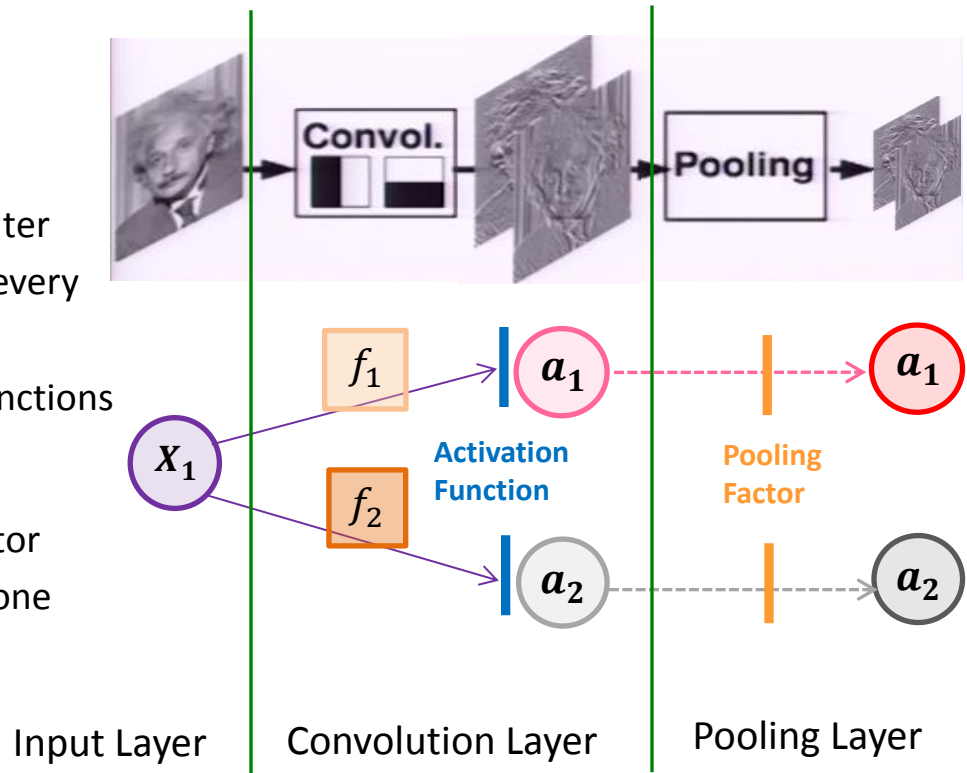 Convol.
Pooling
ter
every
nctions
tor
one
f₁
a₁
a₁
X₁
Activation
Function
Pooling
Factor
f₂
a₂
a₂
Input Layer
Convolution Layer
Pooling Layer